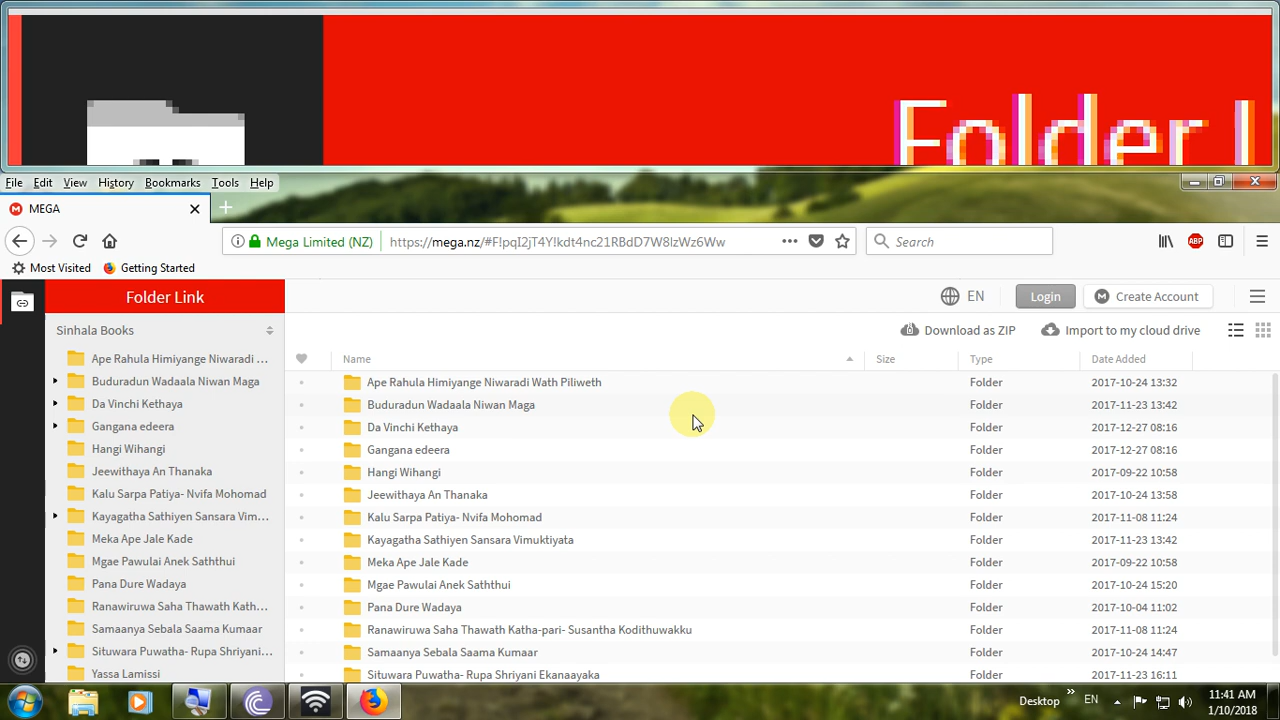 Folder l
File Edit View History Bookmarks Tools Help
MEGA
Mega Limited (NZ) https://mega.nz/#F!pqI2jT4Y!kdt4nc21RBdD7W8lzWz6Ww Search
ABP
Most Visited Getting Started
Folder Link
EN Login Create Account
Sinhala Books
Download as ZIP Import to my cloud drive
Name Size Type Date Added
Ape Rahula Himiyange Niwaradi ...
Buduradun Wadaala Niwan Maga
Da Vinchi Kethaya
Gangana edeera
Hangi Wihangi
Jeewithaya An Thanaka
Kalu Sarpa Patiya- Nvifa Mohomad
Kayagatha Sathiyen Sansara Vim...
Meka Ape Jale Kade
Mgae Pawulai Anek Saththui
Pana Dure Wadaya
Ranawiruwa Saha Thawath Kath...
Samaanya Sebala Saama Kumaar
Situwara Puwatha- Rupa Shriyani...
Yassa Lamissi
Ape Rahula Himiyange Niwaradi Wath Piliweth Folder 2017-10-24 13:32
Buduradun Wadaala Niwan Maga Folder 2017-11-23 13:42
Da Vinchi Kethaya Folder 2017-12-27 08:16
Gangana edeera Folder 2017-12-27 08:16
Hangi Wihangi Folder 2017-09-22 10:58
Jeewithaya An Thanaka Folder 2017-10-24 13:58
Kalu Sarpa Patiya- Nvifa Mohomad Folder 2017-11-08 11:24
Kayagatha Sathiyen Sansara Vimuktiyata Folder 2017-11-23 13:42
Meka Ape Jale Kade Folder 2017-09-22 10:58
Mgae Pawulai Anek Saththui Folder 2017-10-24 15:20
Pana Dure Wadaya Folder 2017-10-04 11:02
Ranawiruwa Saha Thawath Katha-pari- Susantha Kodithuwakku Folder 2017-11-08 11:24
Samaanya Sebala Saama Kumaar Folder 2017-10-24 14:47
Situwara Puwatha- Rupa Shriyani Ekanaayaka Folder 2017-11-23 16:11
Desktop » EN 11:41 AM
1/10/2018